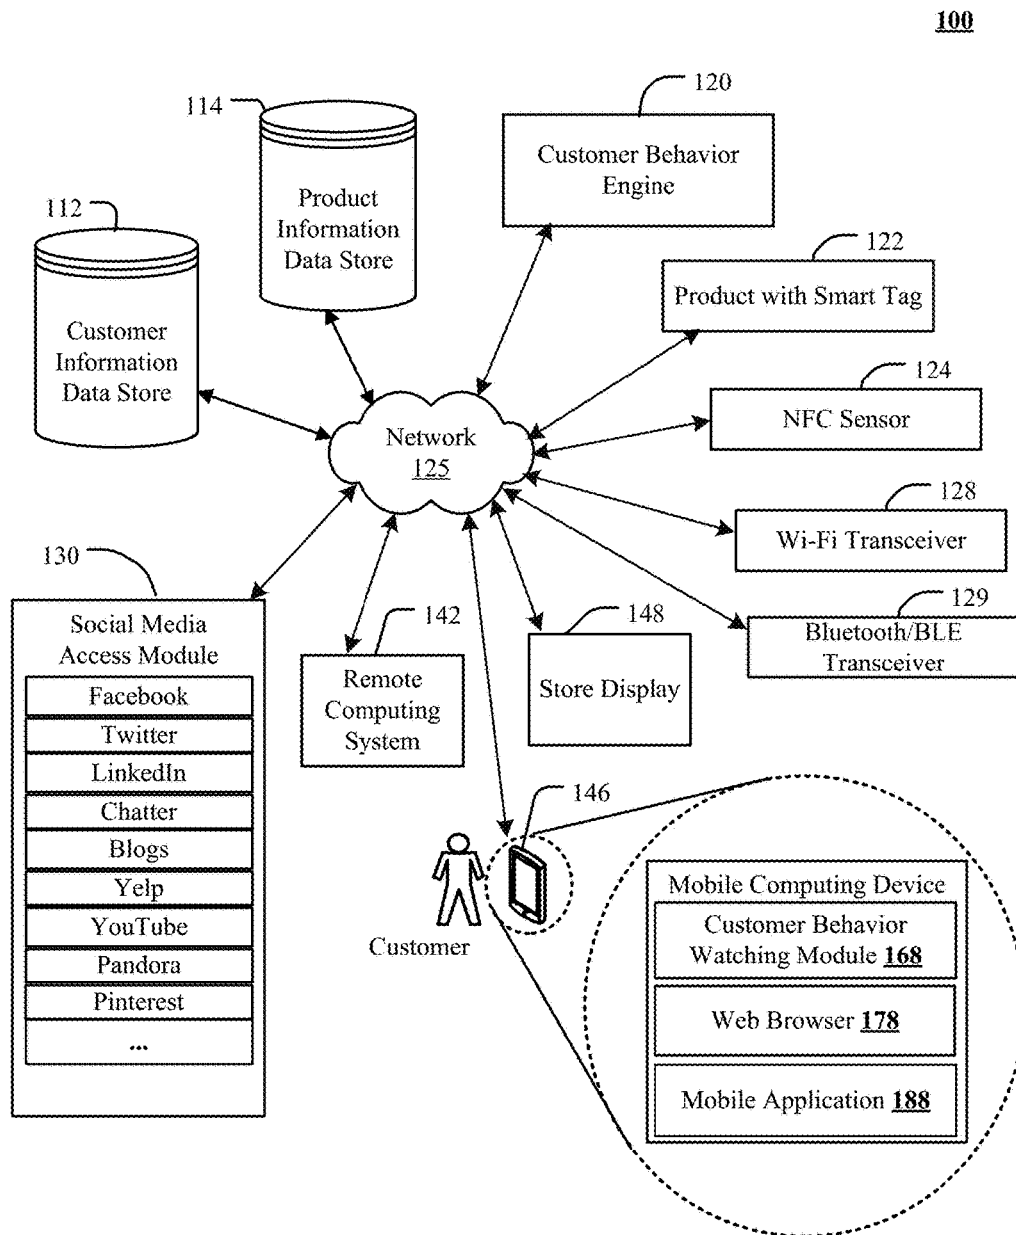 100
114
120
Customer Behavior
Engine
Product
Information
Data Store
112
122
Product with Smart Tag
Customer
Information
Data Store
124
NFC Sensor
Network
125
128
Wi-Fi Transceiver
130
129
Bluetooth/BLE
Transceiver
Social Media
Access Module
142
148
Remote
Computing
System
Store Display
Facebook
Twitter
LinkedIn
Chatter
Blogs
Yelp
YouTube
Pandora
Pinterest
...
146
Customer
Mobile Computing Device
Customer Behavior
Watching Module 168
Web Browser 178
Mobile Application 188